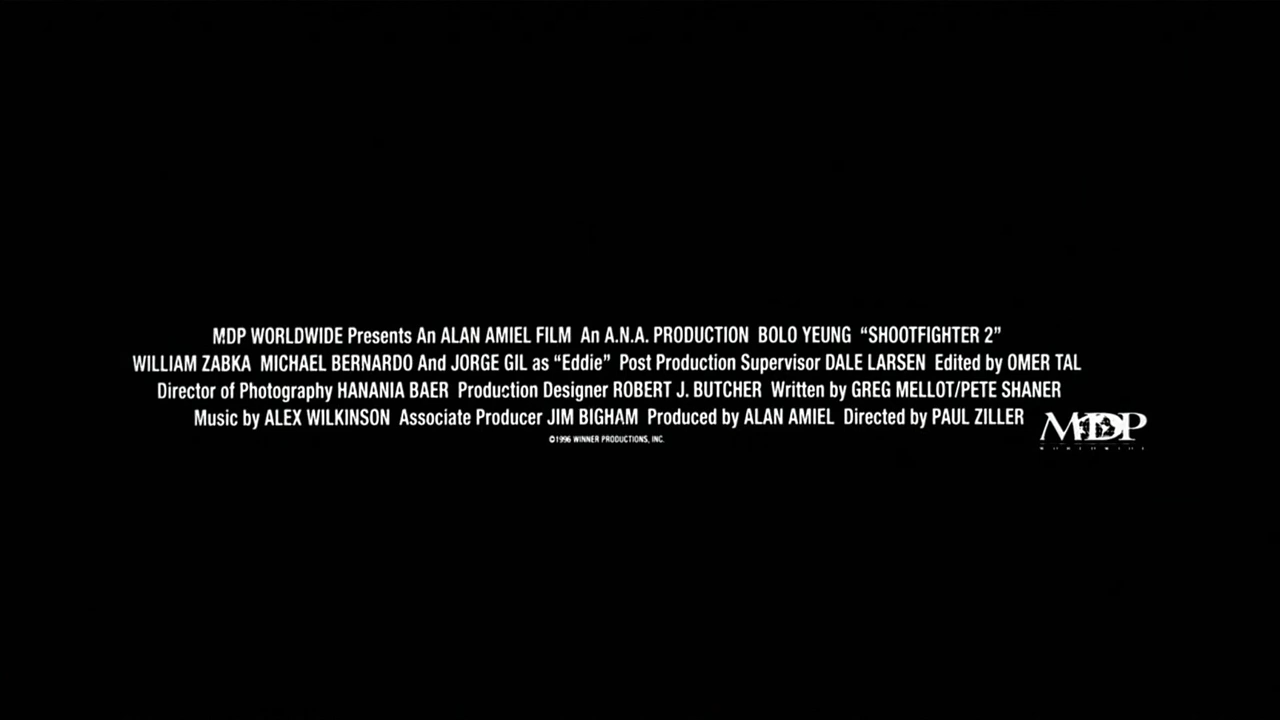 MDP WORLDWIDE Presents An ALAN AMIEL FILM An A.N.A. PRODUCTION BOLO YEUNG “SHOOTFIGHTER 2”
WILLIAM ZABKA MICHAEL BERNARDO And JORGE GIL as “Eddie” Post Production Supervisor DALE LARSEN Edited by OMER TAL
Director of Photography HANANIA BAER Production Designer ROBERT J. BUTCHER Written by GREG MELLOT/PETE SHANER
Music by ALEX WILKINSON Associate Producer JIM BIGHAM Produced by ALAN AMIEL Directed by PAUL ZILLER
©1996 WINNER PRODUCTIONS, INC.
MDP
WORLDWIDE